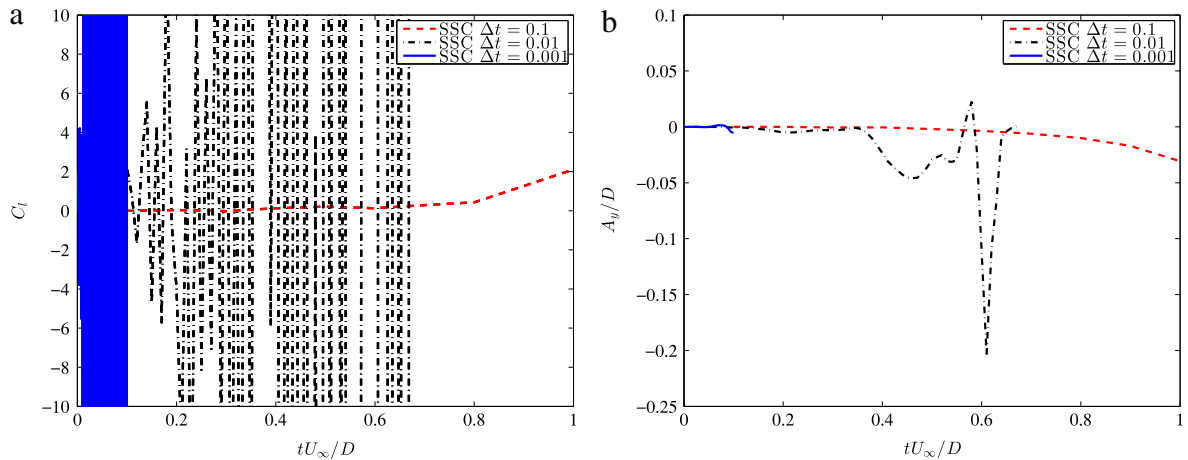 a
10
8
6
4
2
0
−2
−4
−6
−8
−10
C_l
0
0.2
0.4
0.6
0.8
1
tU_∞/D
SSC Δt = 0.1
SSC Δt = 0.01
SSC Δt = 0.001
b
0.1
0.05
0
−0.05
−0.1
−0.15
−0.2
−0.25
A_y/D
0
0.2
0.4
0.6
0.8
1
tU_∞/D
SSC Δt = 0.1
SSC Δt = 0.01
SSC Δt = 0.001